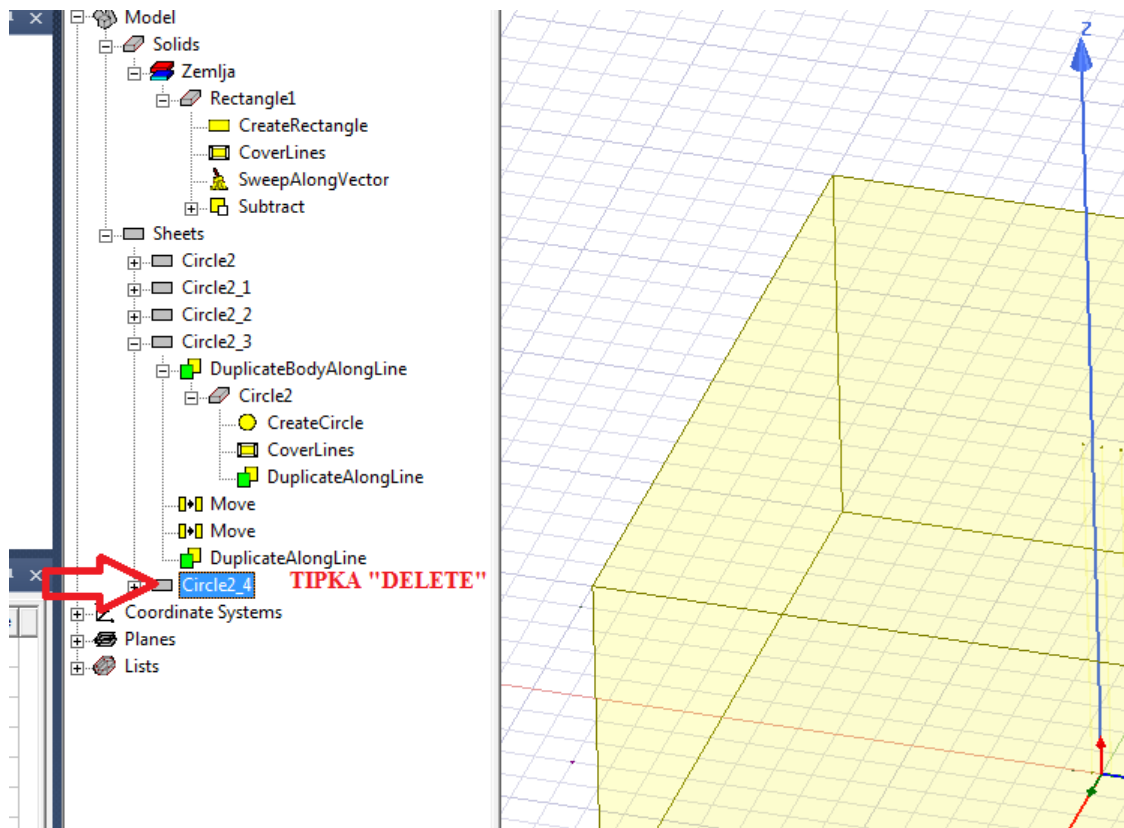 Model
Solids
Zemlja
Rectangle1
CreateRectangle
CoverLines
SweepAlongVector
Subtract
Sheets
Circle2
Circle2_1
Circle2_2
Circle2_3
DuplicateBodyAlongLine
Circle2
CreateCircle
CoverLines
DuplicateAlongLine
Move
Move
DuplicateAlongLine
Circle2_4 TIPKA "DELETE"
Coordinate Systems
Planes
Lists
Z